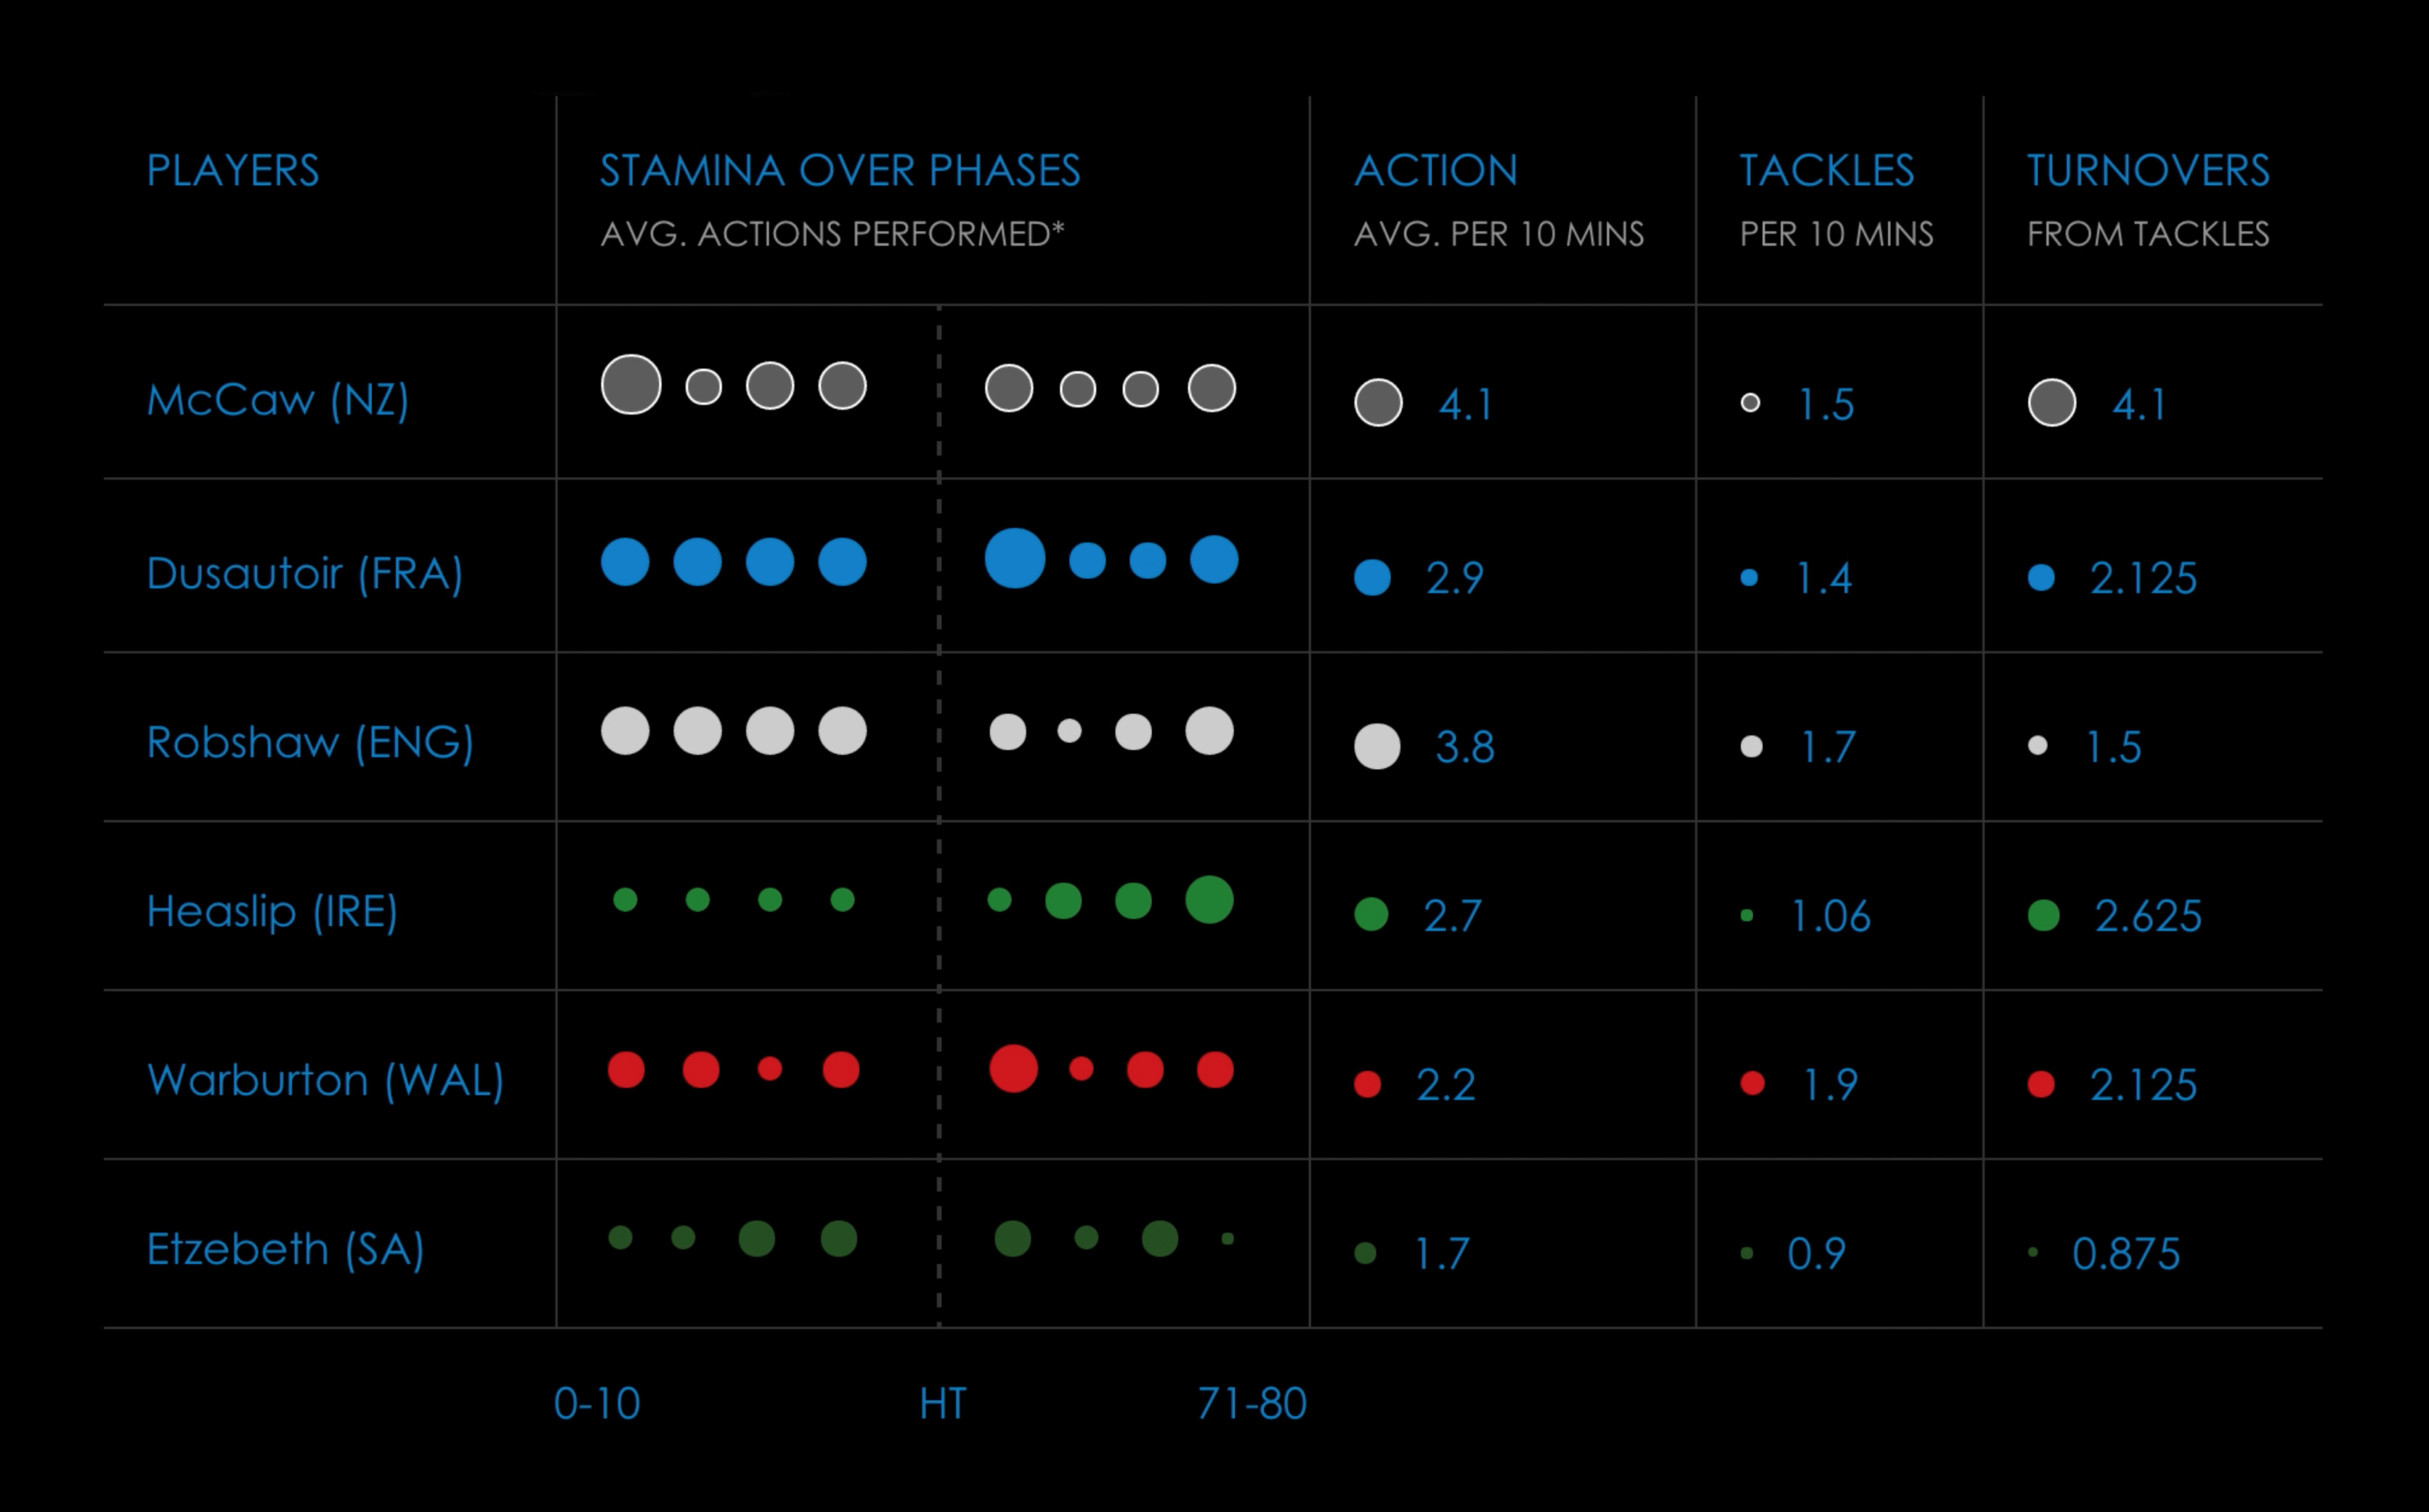 PLAYERS STAMINA OVER PHASES ACTION TACKLES TURNOVERS
AVG. ACTIONS PERFORMED* AVG. PER 10 MINS PER 10 MINS FROM TACKLES
McCaw (NZ) 4.1 1.5 4.1
Dusautoir (FRA) 2.9 1.4 2.125
Robshaw (ENG) 3.8 1.7 1.5
Heaslip (IRE) 2.7 1.06 2.625
Warburton (WAL) 2.2 1.9 2.125
Etzebeth (SA) 1.7 0.9 0.875
0-10 HT 71-80